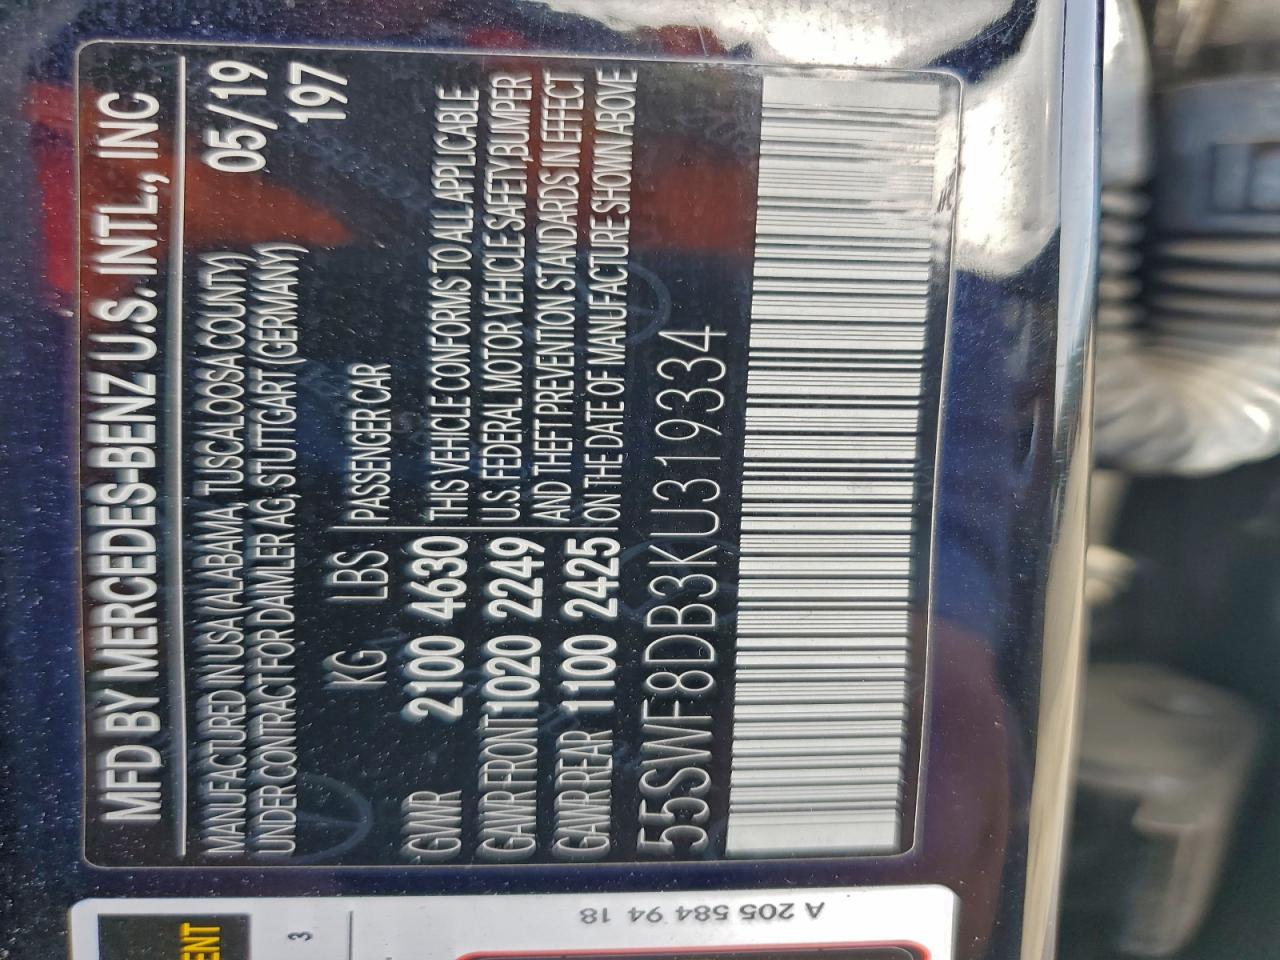 MFD BY MERCEDES-BENZ U.S. INTL., INC
MANUFACTURED IN USA (ALABAMA, TUSCALOOSA COUNTY) 05/19
UNDER CONTRACT FOR DAIMLER AG, STUTTGART (GERMANY) 197
KG LBS PASSENGER CAR
GVWR 2100 4630 THIS VEHICLE CONFORMS TO ALL APPLICABLE
GAWR FRONT 1020 2249 U.S. FEDERAL MOTOR VEHICLE SAFETY,BUMPER
AND THEFT PREVENTION STANDARDS IN EFFECT
GAWR REAR 1100 2425 ON THE DATE OF MANUFACTURE SHOWN ABOVE
55SWF8DB3KU319334
A 205 584 94 18
3